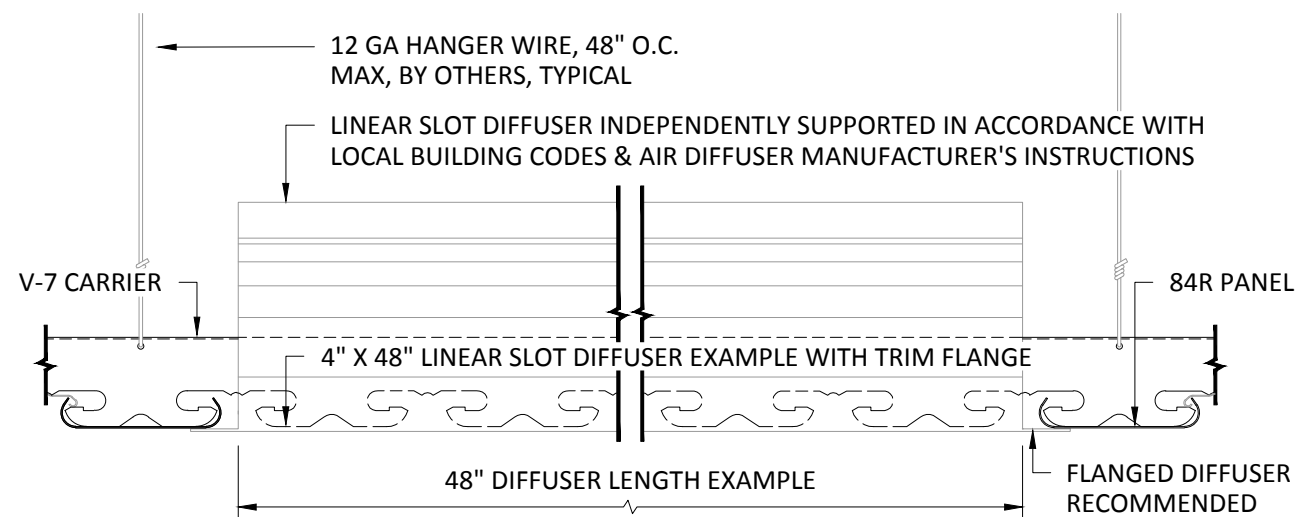 12 GA HANGER WIRE, 48" O.C.
MAX, BY OTHERS, TYPICAL
LINEAR SLOT DIFFUSER INDEPENDENTLY SUPPORTED IN ACCORDANCE WITH
LOCAL BUILDING CODES & AIR DIFFUSER MANUFACTURER'S INSTRUCTIONS
V-7 CARRIER
84R PANEL
4" X 48" LINEAR SLOT DIFFUSER EXAMPLE WITH TRIM FLANGE
48" DIFFUSER LENGTH EXAMPLE
FLANGED DIFFUSER
RECOMMENDED